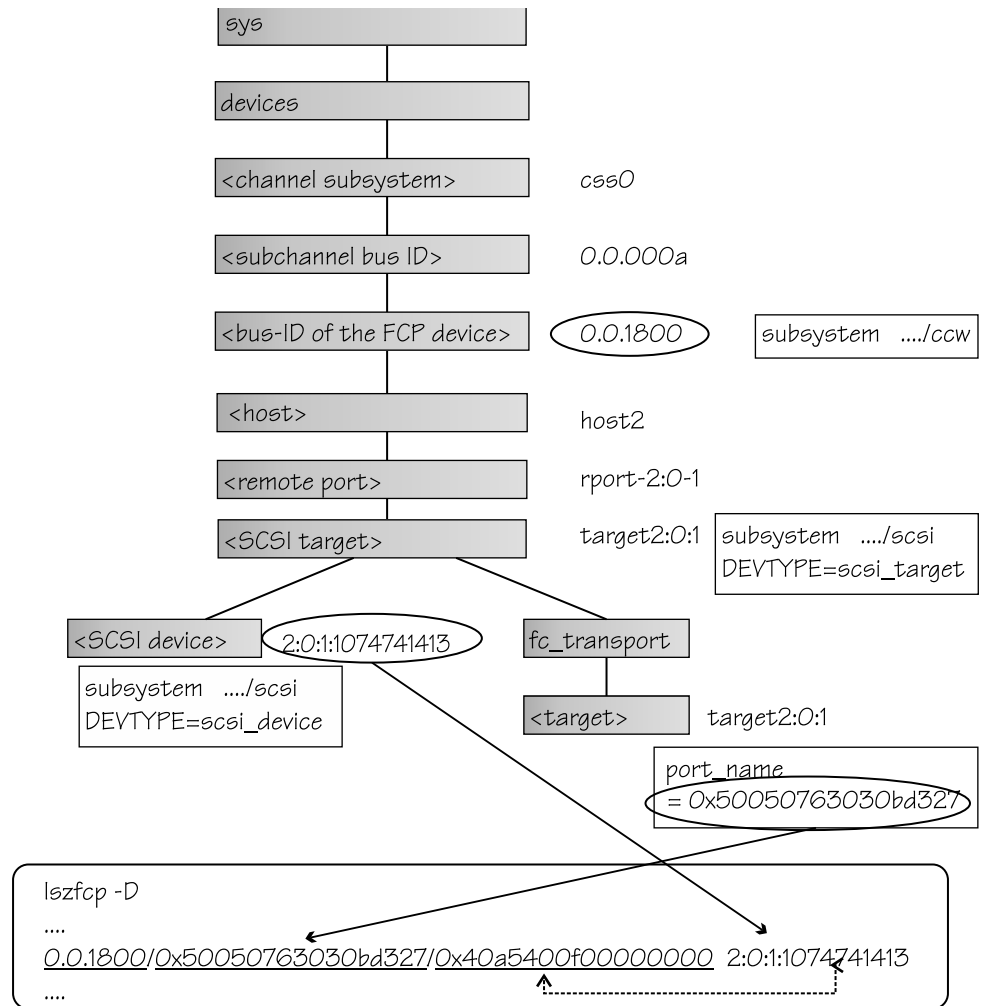 sys
devices
<channel subsystem> css0
<subchannel bus ID> 0.0.000a
<bus-ID of the FCP device> 0.0.1800 subsystem ..../ccw
<host> host2
<remote port> rport-2:0-1
<SCSI target> target2:0:1
subsystem ..../scsi
DEVTYPE=scsi_target
<SCSI device> 2:0:1:1074741413
subsystem ..../scsi
DEVTYPE=scsi_device
fc_transport
<target> target2:0:1
port_name
= 0x50050763030bd327
lszfcp -D
....
0.0.1800/0x50050763030bd327/0x40a5400f00000000 2:0:1:1074741413
....